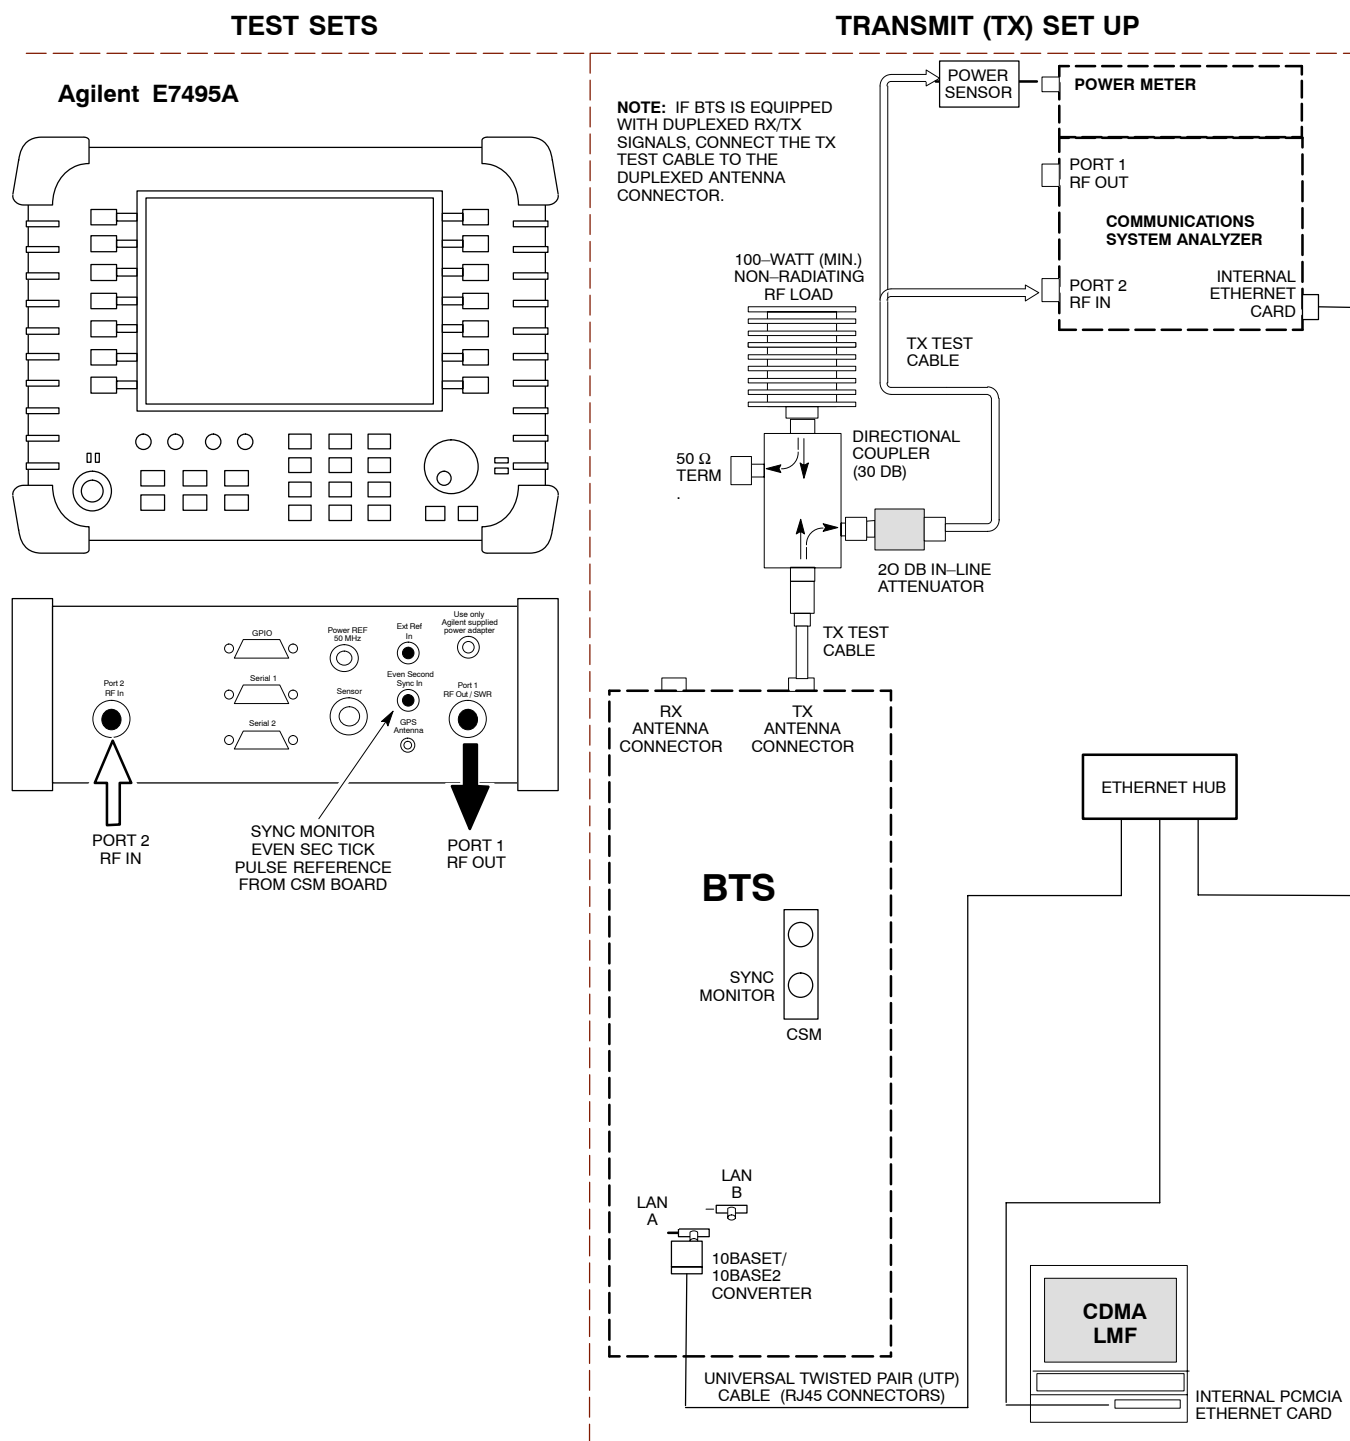 TEST SETS
Agilent E7495A
GPIO
Serial 1
Serial 2
Power REF
50 MHz
Sensor
Ext Ref
In
Even Second
Sync In
GPS
Antenna
Use only
Agilent supplied
power adapter
Port 1
RF Out / SWR
Port 2
RF In
PORT 2
RF IN
SYNC MONITOR
EVEN SEC TICK
PULSE REFERENCE
FROM CSM BOARD
PORT 1
RF OUT
TRANSMIT (TX) SET UP
NOTE: IF BTS IS EQUIPPED
WITH DUPLEXED RX/TX
SIGNALS, CONNECT THE TX
TEST CABLE TO THE
DUPLEXED ANTENNA
CONNECTOR.
POWER
SENSOR
POWER METER
PORT 1
RF OUT
COMMUNICATIONS
SYSTEM ANALYZER
PORT 2
RF IN
INTERNAL
ETHERNET
CARD
100–WATT (MIN.)
NON–RADIATING
RF LOAD
TX TEST
CABLE
DIRECTIONAL
COUPLER
(30 DB)
50 Ω
TERM
.
2O DB IN–LINE
ATTENUATOR
TX TEST
CABLE
RX
ANTENNA
CONNECTOR
TX
ANTENNA
CONNECTOR
ETHERNET HUB
BTS
SYNC
MONITOR
CSM
LAN
B
LAN
A
10BASET/
10BASE2
CONVERTER
UNIVERSAL TWISTED PAIR (UTP)
CABLE (RJ45 CONNECTORS)
CDMA
LMF
INTERNAL PCMCIA
ETHERNET CARD